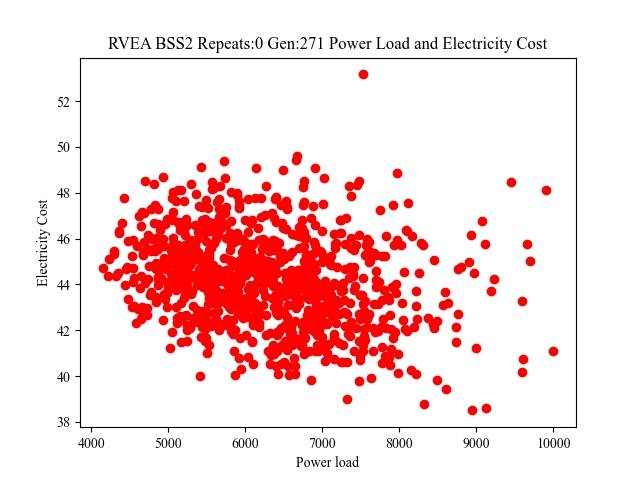 RVEA BSS2 Repeats:0 Gen:271 Power Load and Electricity Cost
52
50
48
46
44
42
40
38
Electricity Cost
4000 5000 6000 7000 8000 9000 10000
Power load